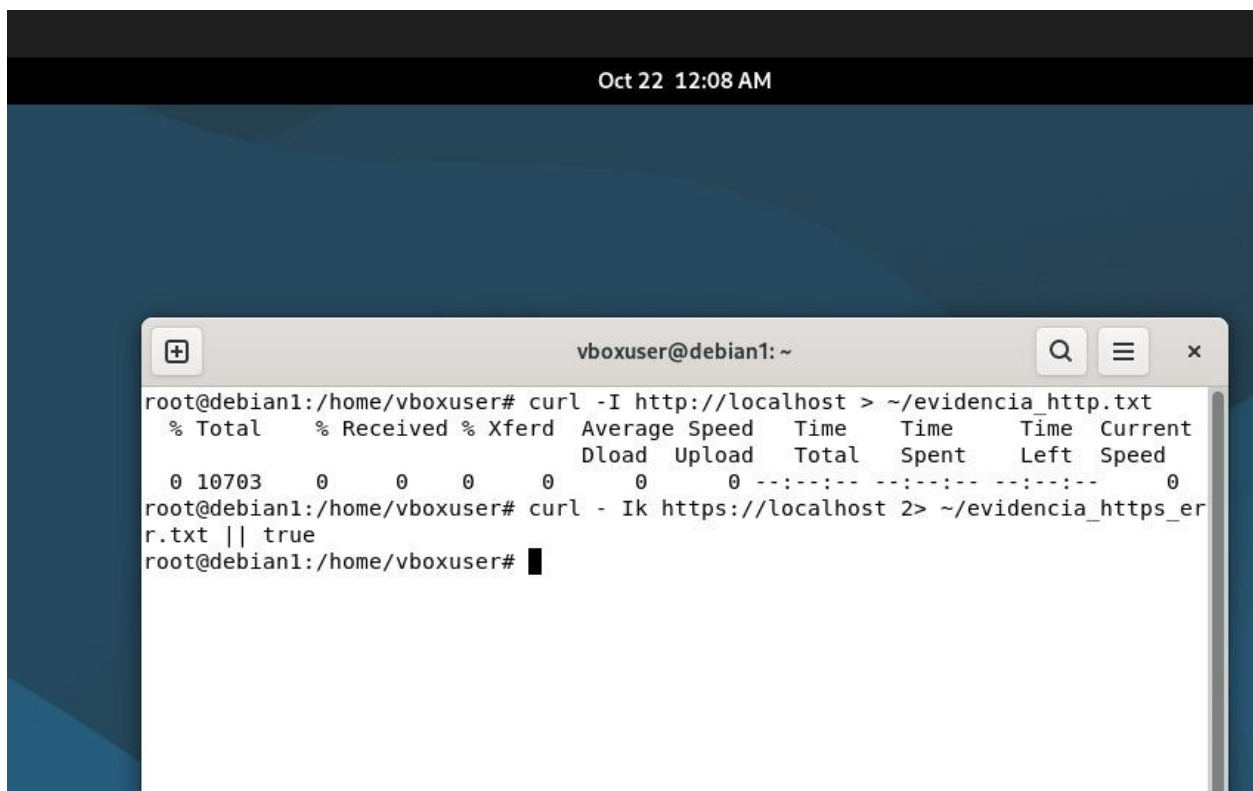 Oct 22 12:08 AM
vboxuser@debian1: ~
root@debian1:/home/vboxuser# curl -I http://localhost > ~/evidencia_http.txt
% Total % Received % Xferd Average Speed Time Time Time Current
Dload Upload Total Spent Left Speed
0 10703 0 0 0 0 0 0 --:--:-- --:--:-- --:--:-- 0
root@debian1:/home/vboxuser# curl - Ik https://localhost 2> ~/evidencia_https_er
r.txt || true
root@debian1:/home/vboxuser#